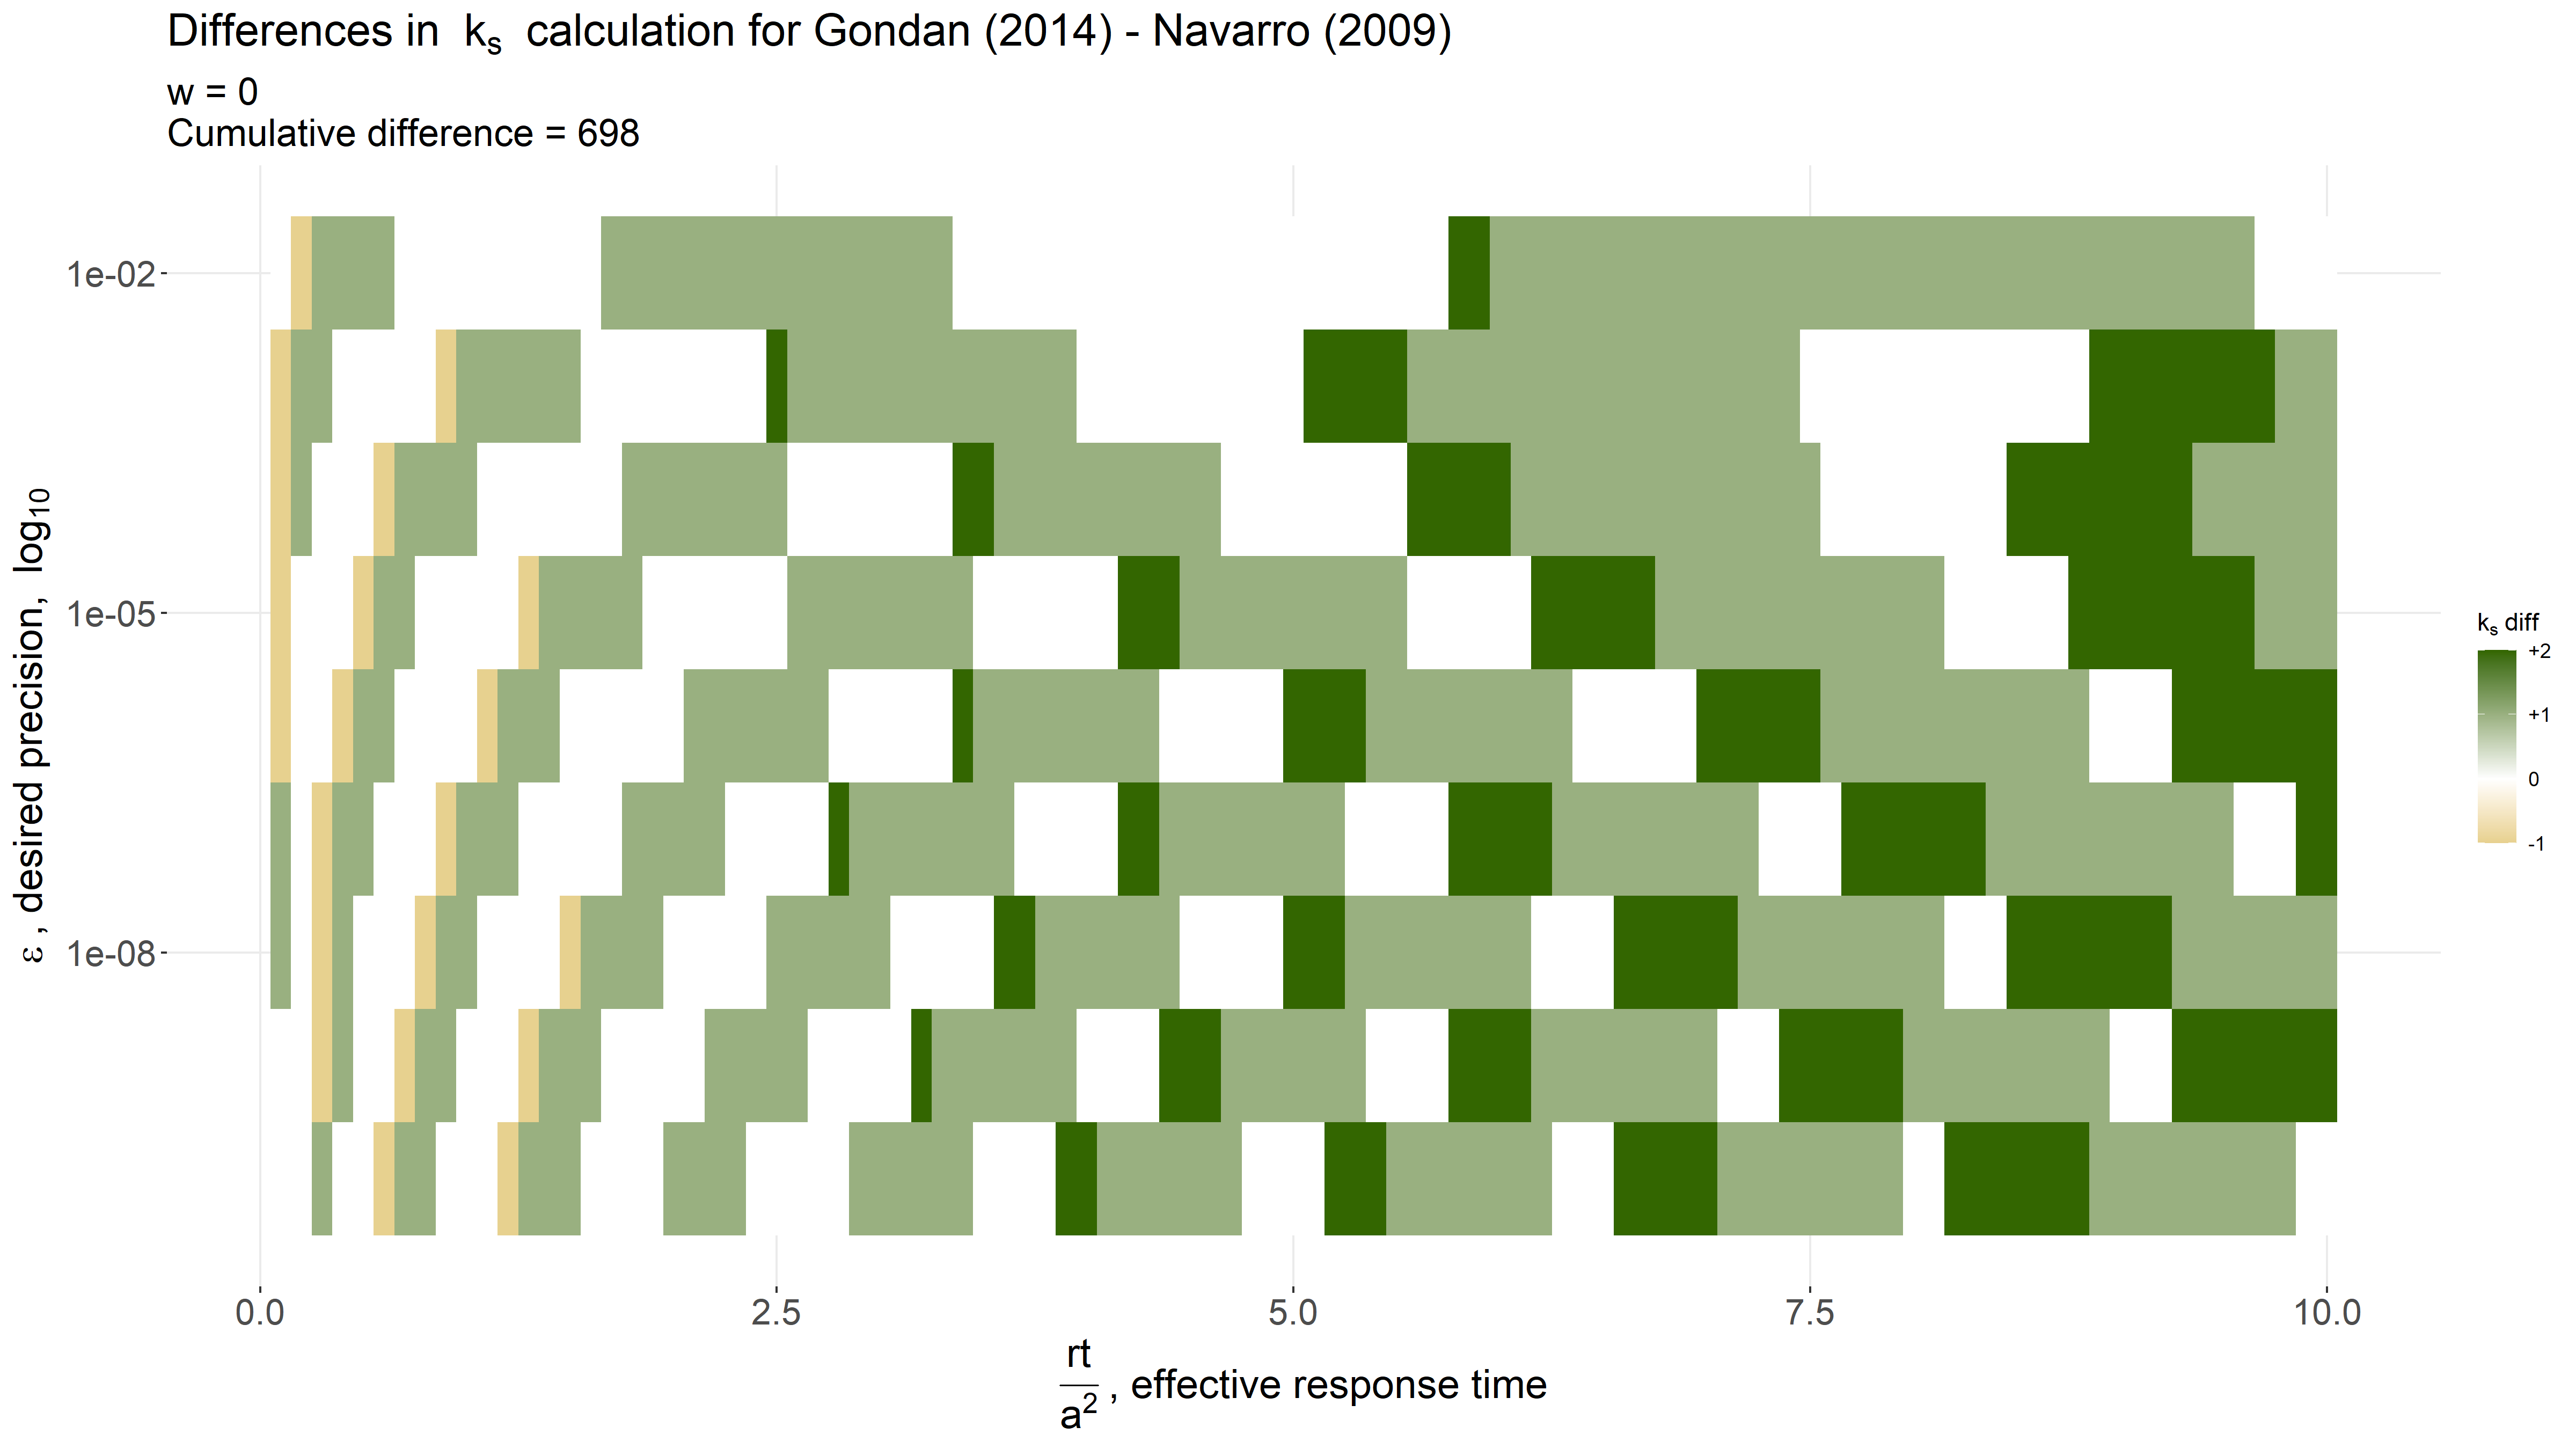 Differences in ks calculation for Gondan (2014) - Navarro (2009)
w = 0
Cumulative difference = 698
ε , desired precision, log10
1e-02
1e-05
1e-08
0.0 2.5 5.0 7.5 10.0
rt
a2
, effective response time
ks diff
+2
+1
0
-1